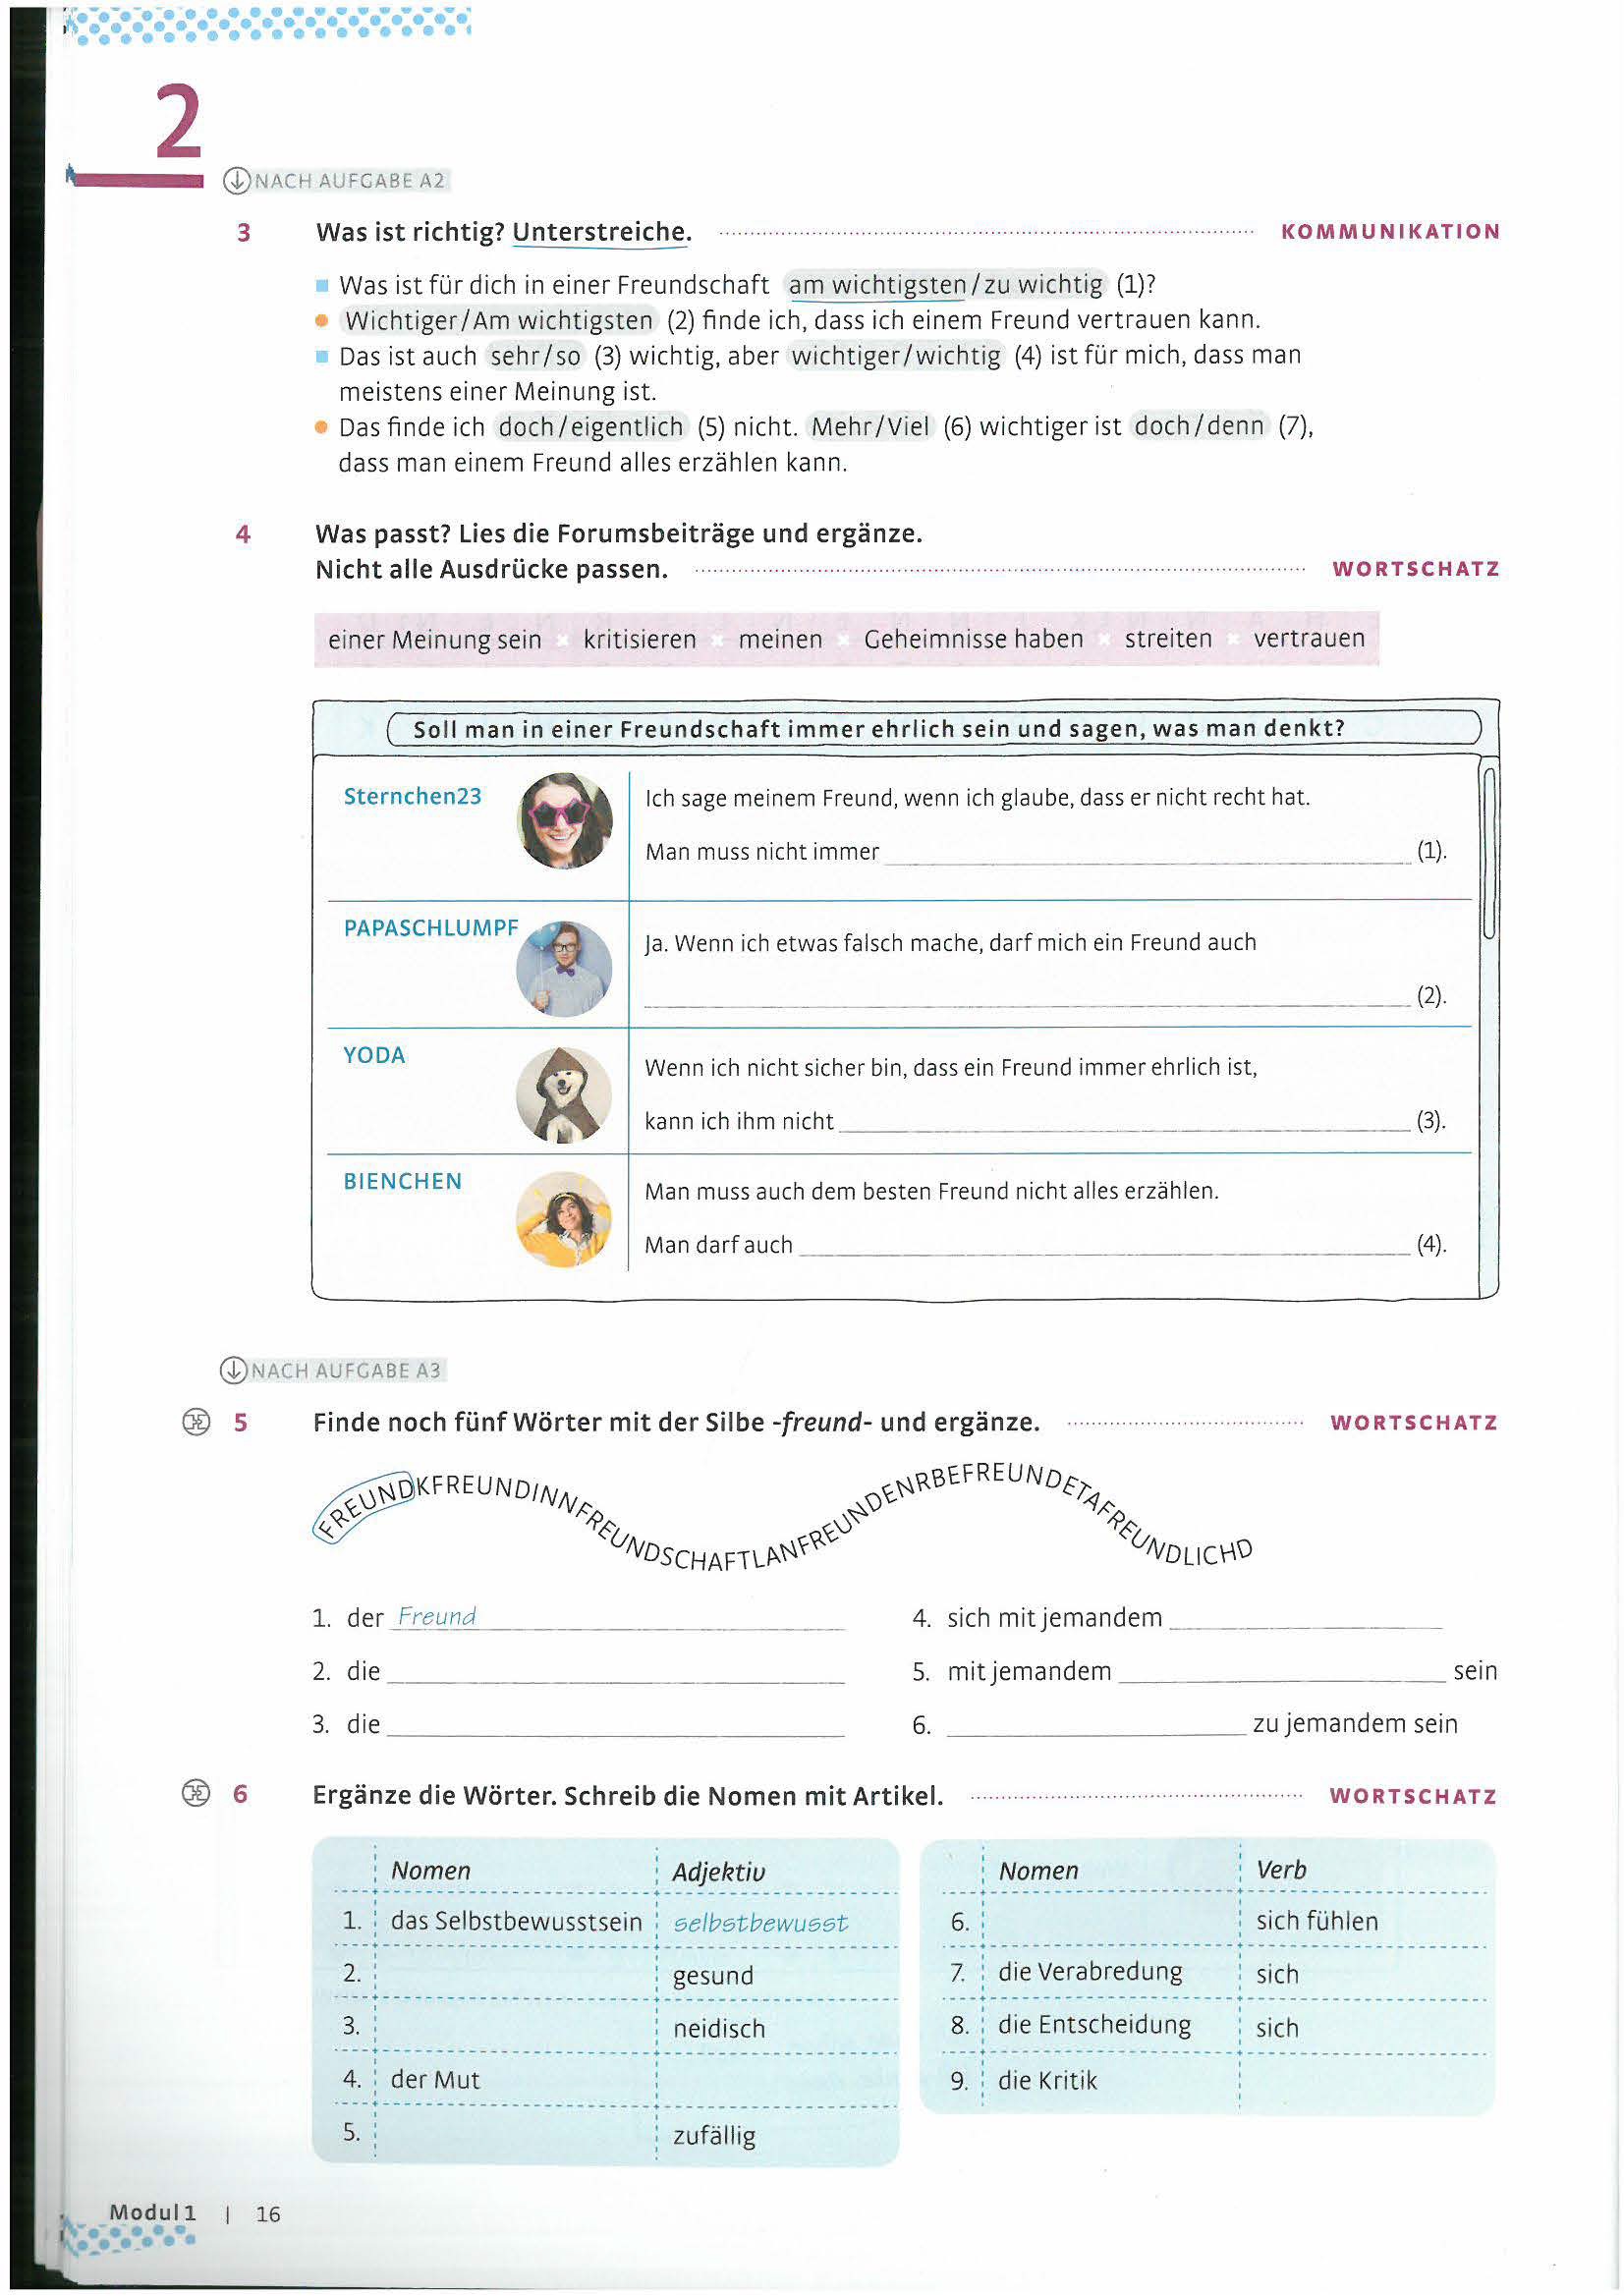 2
NACH AUFGABE A2
3 Was ist richtig? Unterstreiche. KOMMUNIKATION
Was ist für dich in einer Freundschaft am wichtigsten / zu wichtig (1)?
Wichtiger / Am wichtigsten (2) finde ich, dass ich einem Freund vertrauen kann.
Das ist auch sehr / so (3) wichtig, aber wichtiger / wichtig (4) ist für mich, dass man
meistens einer Meinung ist.
Das finde ich doch / eigentlich (5) nicht. Mehr / Viel (6) wichtiger ist doch / denn (7),
dass man einem Freund alles erzählen kann.
4 Was passt? Lies die Forumsbeiträge und ergänze.
Nicht alle Ausdrücke passen. WORTSCHATZ
einer Meinung sein × kritisieren × meinen × Geheimnisse haben × streiten × vertrauen
Soll man in einer Freundschaft immer ehrlich sein und sagen, was man denkt?
Sternchen23
Ich sage meinem Freund, wenn ich glaube, dass er nicht recht hat.
Man muss nicht immer (1).
PAPASCHLUMPF
Ja. Wenn ich etwas falsch mache, darf mich ein Freund auch
(2).
YODA
Wenn ich nicht sicher bin, dass ein Freund immer ehrlich ist,
kann ich ihm nicht (3).
BIENCHEN
Man muss auch dem besten Freund nicht alles erzählen.
Man darf auch (4).
NACH AUFGABE A3
5 Finde noch fünf Wörter mit der Silbe -freund- und ergänze. WORTSCHATZ
FREUNDKFREUNDINNFREUNDSCHAFTLANFREUNDENRBEFREUNDETAFREUNDLICHD
1. der Freund
2. die
3. die
4. sich mit jemandem
5. mit jemandem sein
6. zu jemandem sein
6 Ergänze die Wörter. Schreib die Nomen mit Artikel. WORTSCHATZ
Nomen Adjektiv
1. das Selbstbewusstsein selbstbewusst
2. gesund
3. neidisch
4. der Mut
5. zufällig
Nomen Verb
6. sich fühlen
7. die Verabredung sich
8. die Entscheidung sich
9. die Kritik
Modul 1 | 16